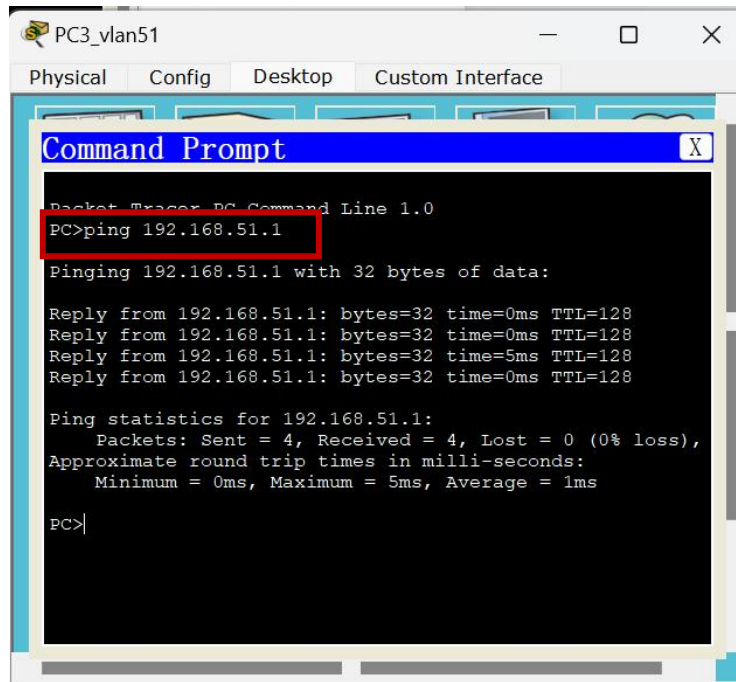 PC3_vlan51
Physical Config Desktop Custom Interface
Command Prompt X
Packet Tracer PC Command Line 1.0
PC>ping 192.168.51.1
Pinging 192.168.51.1 with 32 bytes of data:
Reply from 192.168.51.1: bytes=32 time=0ms TTL=128
Reply from 192.168.51.1: bytes=32 time=0ms TTL=128
Reply from 192.168.51.1: bytes=32 time=5ms TTL=128
Reply from 192.168.51.1: bytes=32 time=0ms TTL=128
Ping statistics for 192.168.51.1:
Packets: Sent = 4, Received = 4, Lost = 0 (0% loss),
Approximate round trip times in milli-seconds:
Minimum = 0ms, Maximum = 5ms, Average = 1ms
PC>